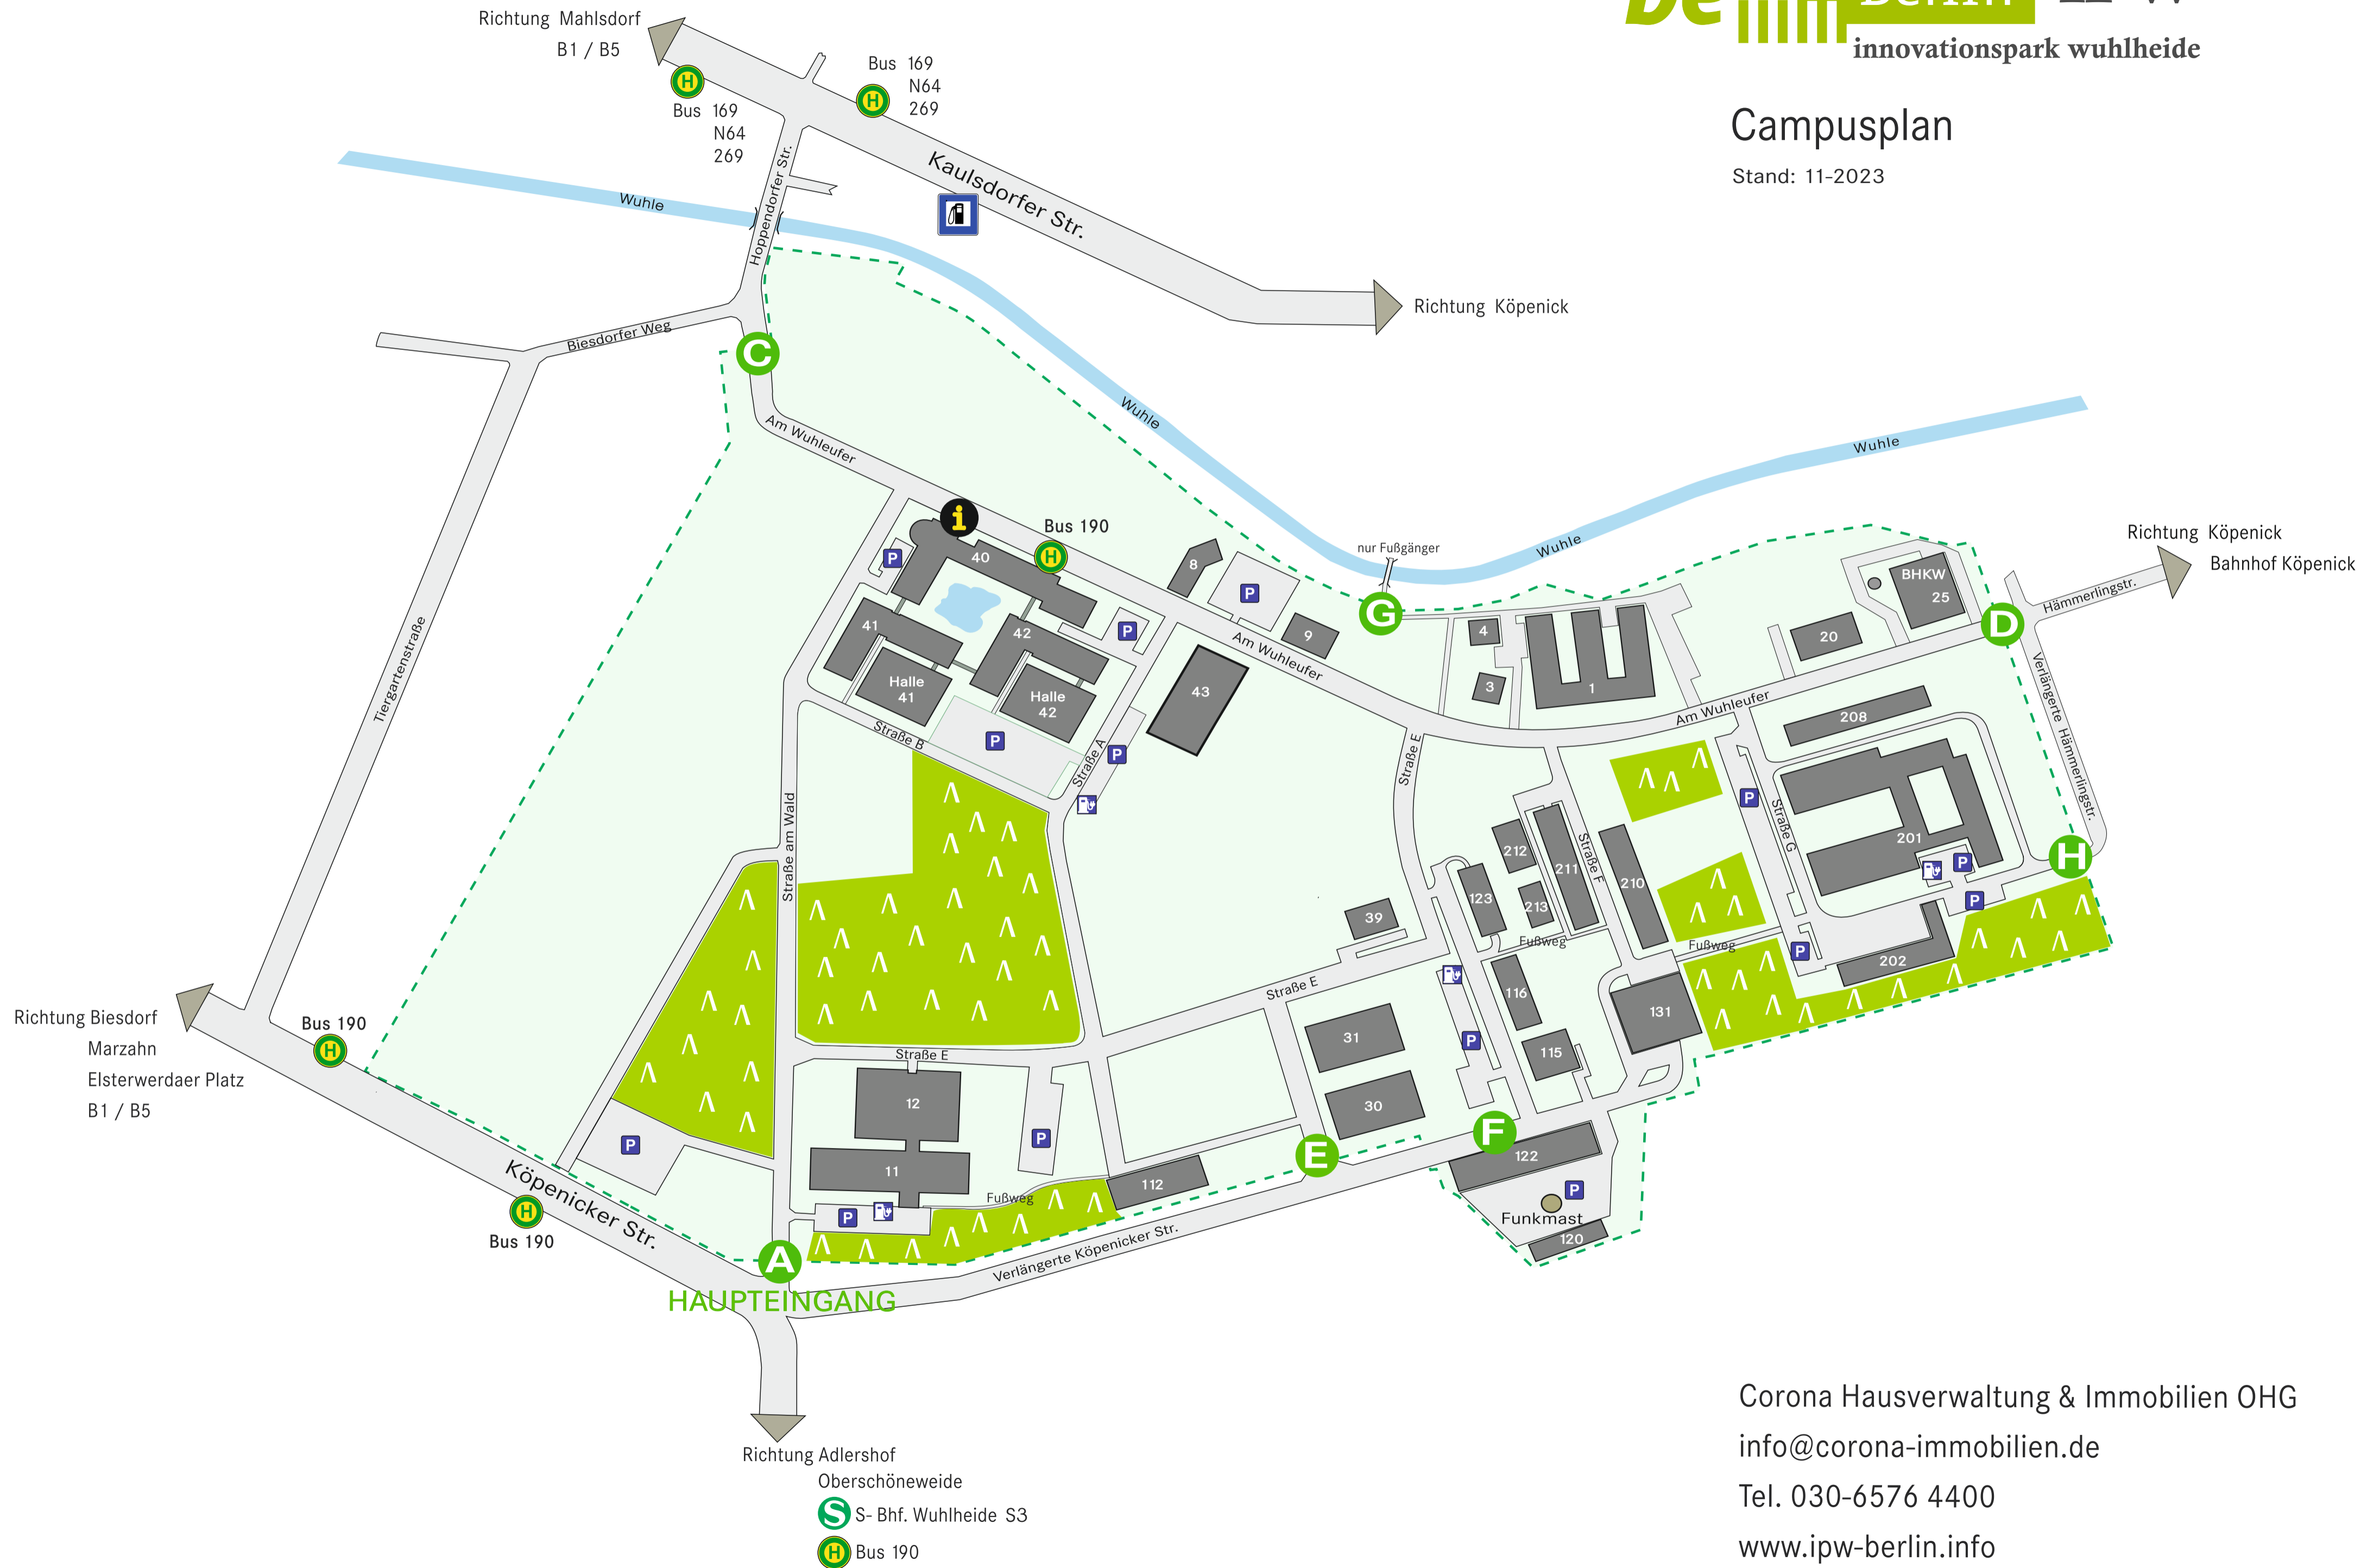 Richtung Mahlsdorf
B1 / B5
H
Bus 169
N64
269
H
Bus 169
N64
269
Be Berlin
innovationspark wuhlheide
Campusplan
Stand: 11-2023
Kaulsdorfer Str.
Hoppendorfer Str.
Wuhle
Richtung Köpenick
Biesdorfer Weg
C
Am Wuhleufer
Wuhle
Wuhle
Wuhle
Tiergartenstraße
i
40
P
H
Bus 190
8
P
9
nur Fußgänger
G
4
3
1
BHKW
25
20
D
Richtung Köpenick
Bahnhof Köpenick
Hämmerlingstr.
Verlängerte Hämmerlingstr.
41
42
P
Halle
41
Halle
42
43
Am Wuhleufer
Am Wuhleufer
Straße B
P
Straße A
P
Straße E
208
P
Straße G
201
P
P
H
Straße am Wald
212
211
213
Straße F
210
123
39
Fußweg
Fußweg
P
202
Straße E
116
131
31
P
115
30
Richtung Biesdorf
Marzahn
Elsterwerdaer Platz
B1 / B5
Bus 190
H
Straße E
12
11
P
P
P
Fußweg
112
E
F
122
P
Funkmast
120
Köpenicker Str.
H
Bus 190
A
HAUPTEINGANG
Verlängerte Köpenicker Str.
Richtung Adlershof
Oberschöneweide
S S- Bhf. Wuhlheide S3
H Bus 190
Corona Hausverwaltung & Immobilien OHG
info@corona-immobilien.de
Tel. 030-6576 4400
www.ipw-berlin.info